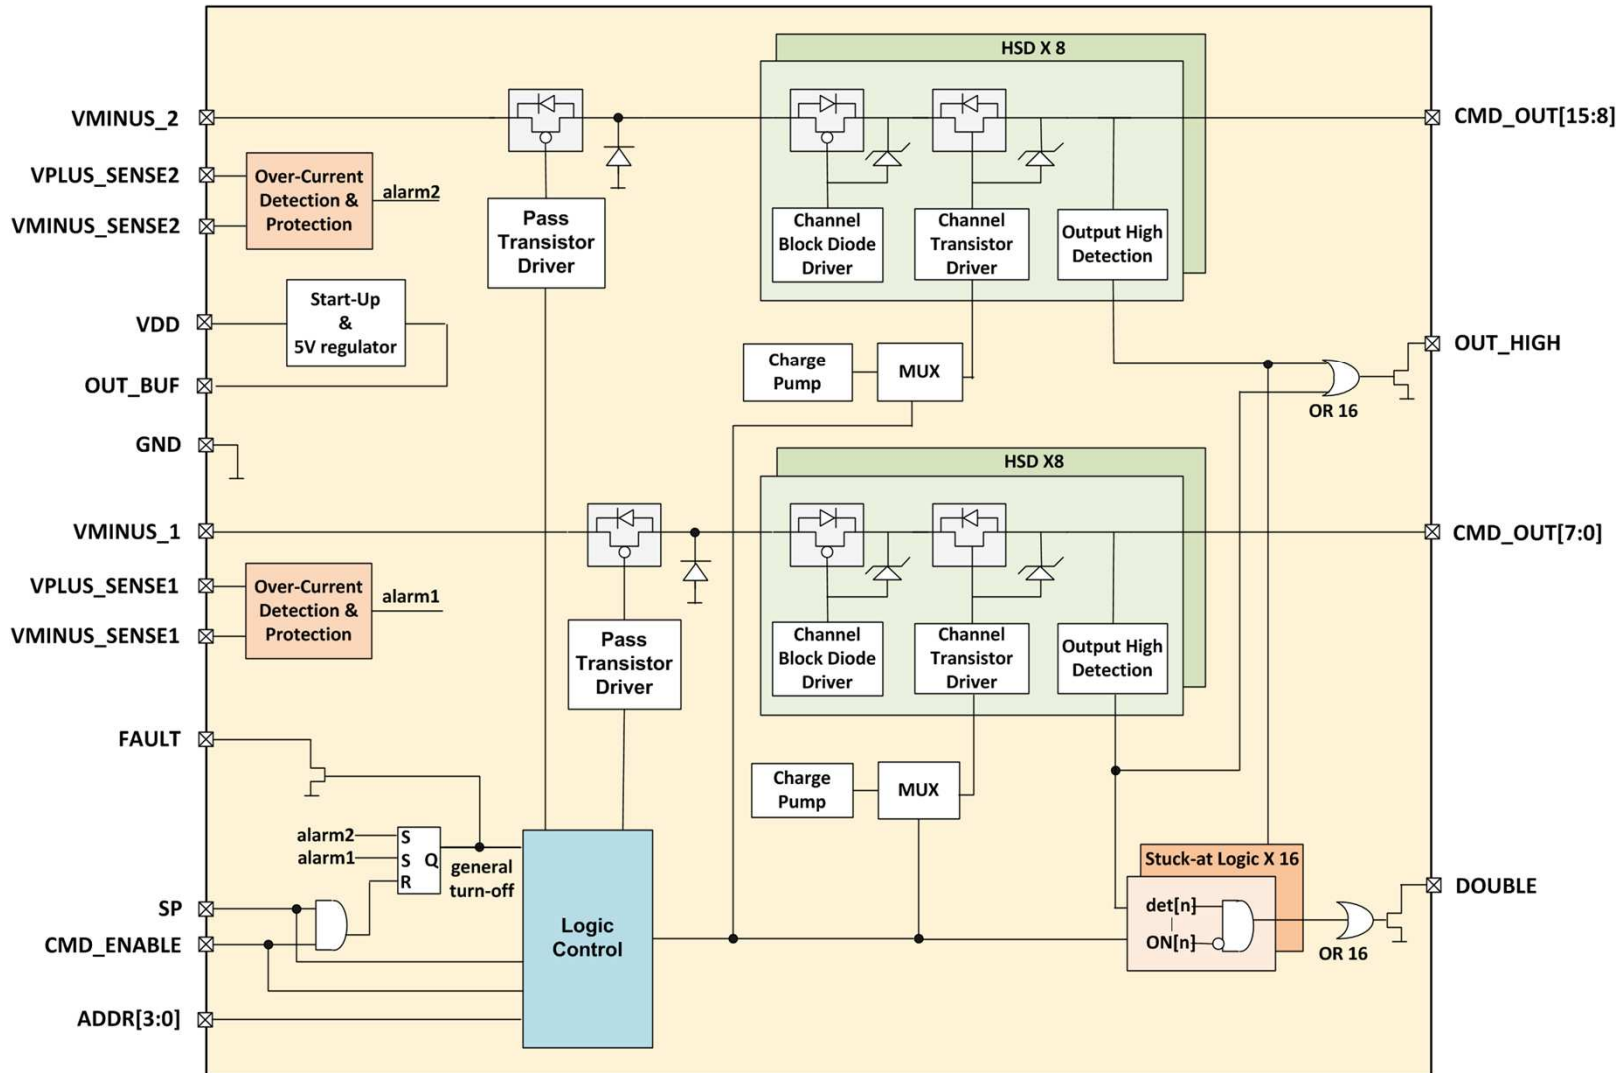 HSD X 8
VMINUS_2
CMD_OUT[15:8]
VPLUS_SENSE2
VMINUS_SENSE2
Over-Current
Detection &
Protection
alarm2
Pass
Transistor
Driver
Channel
Block Diode
Driver
Channel
Transistor
Driver
Output High
Detection
VDD
Start-Up
&
5V regulator
OUT_BUF
OUT_HIGH
Charge
Pump
MUX
OR 16
GND
HSD X8
VMINUS_1
CMD_OUT[7:0]
VPLUS_SENSE1
VMINUS_SENSE1
Over-Current
Detection &
Protection
alarm1
Pass
Transistor
Driver
Channel
Block Diode
Driver
Channel
Transistor
Driver
Output High
Detection
FAULT
Charge
Pump
MUX
alarm2
alarm1
S
S
R
Q
general
turn-off
SP
CMD_ENABLE
ADDR[3:0]
Logic
Control
Stuck-at Logic X 16
det[n]
ON[n]
OR 16
DOUBLE